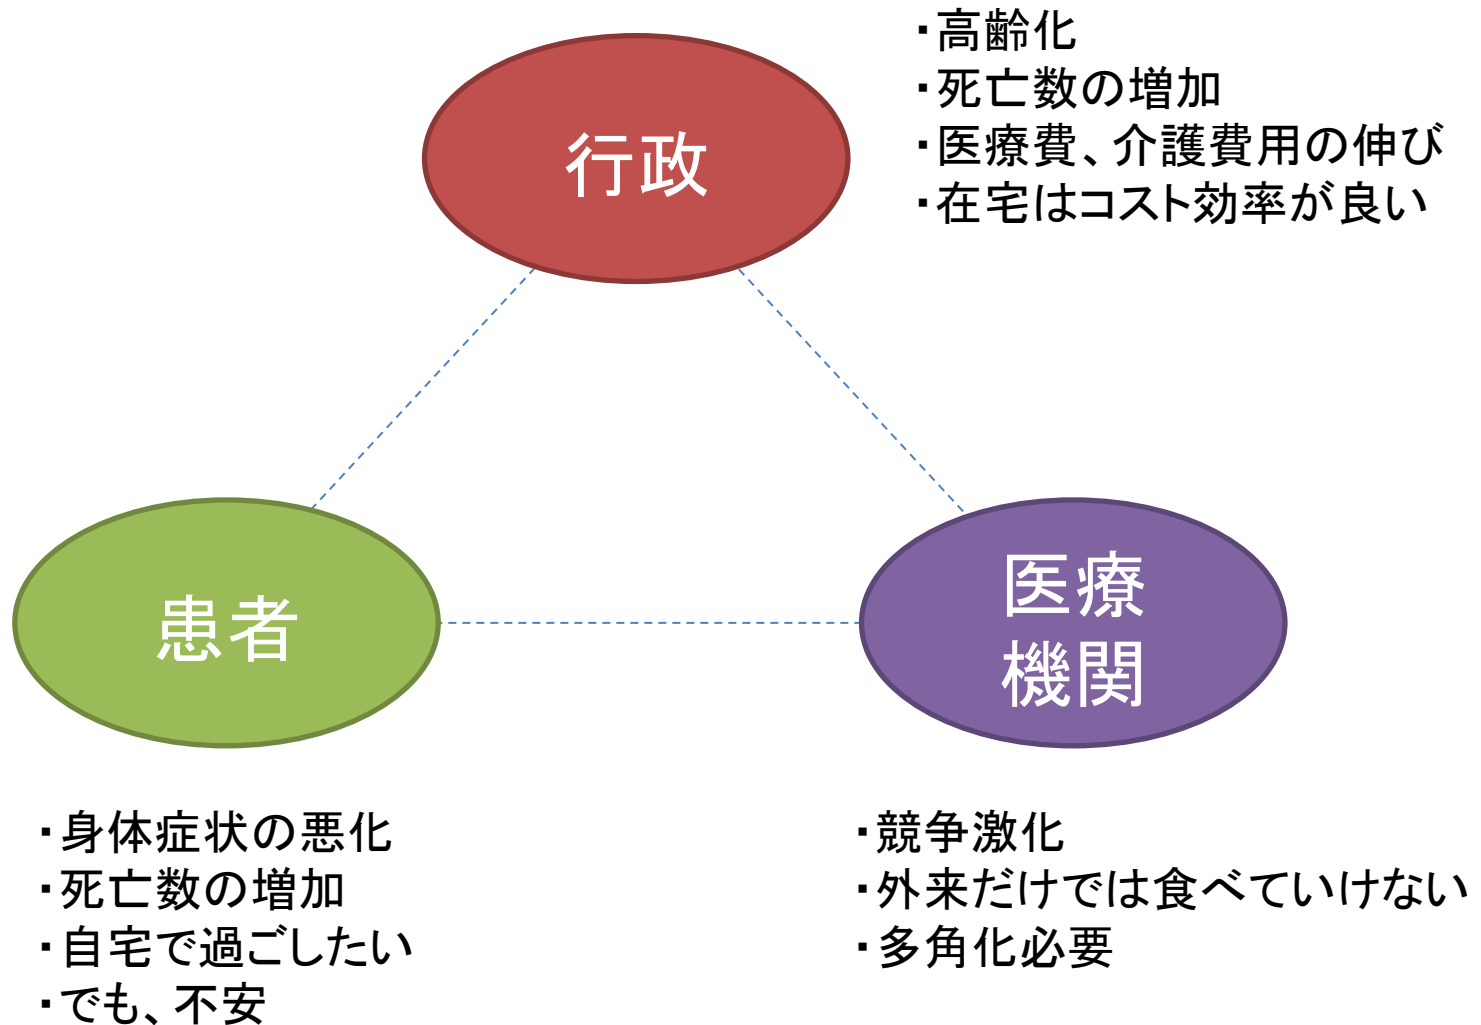 行政
・高齢化
・死亡数の増加
・医療費、介護費用の伸び
・在宅はコスト効率が良い
患者
・身体症状の悪化
・死亡数の増加
・自宅で過ごしたい
・でも、不安
医療
機関
・競争激化
・外来だけでは食べていけない
・多角化必要